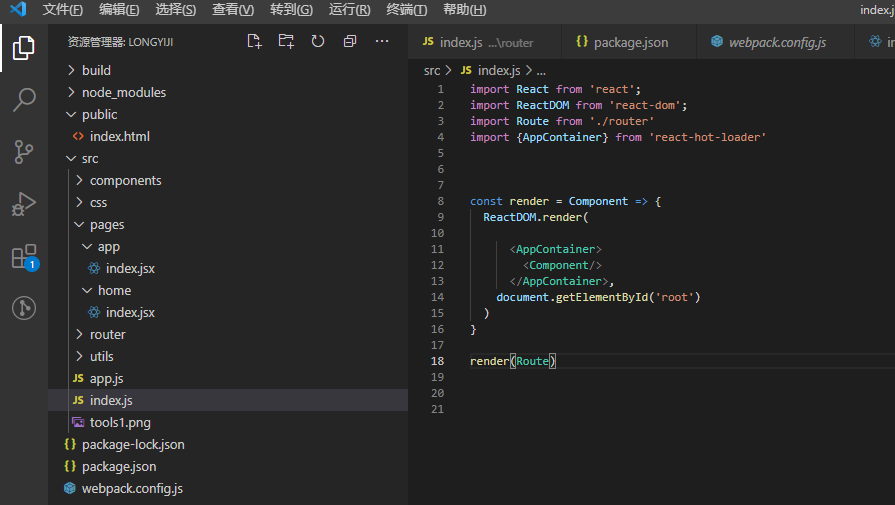 文件(F) 编辑(E) 选择(S) 查看(V) 转到(G) 运行(R) 终端(T) 帮助(H) index.j
资源管理器: LONGYIJI
build
node_modules
public
index.html
src
components
css
pages
app
index.jsx
home
index.jsx
router
utils
JS app.js
JS index.js
tools1.png
{} package-lock.json
{} package.json
webpack.config.js
1
JS index.js ...\router {} package.json webpack.config.js in
src > JS index.js > ...
1 import React from 'react';
2 import ReactDOM from 'react-dom';
3 import Route from './router'
4 import {AppContainer} from 'react-hot-loader'
5
6
7
8 const render = Component => {
9 ReactDOM.render(
10
11 <AppContainer>
12 <Component/>
13 </AppContainer>,
14 document.getElementById('root')
15 )
16 }
17
18 render(Route)
19
20
21